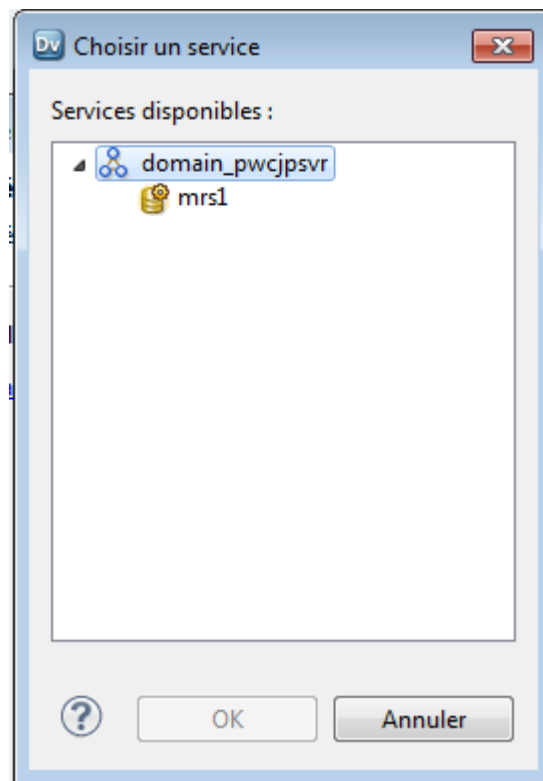 Dv Choisir un service
Services disponibles :
domain_pwcjpsvr
mrs1
? OK Annuler